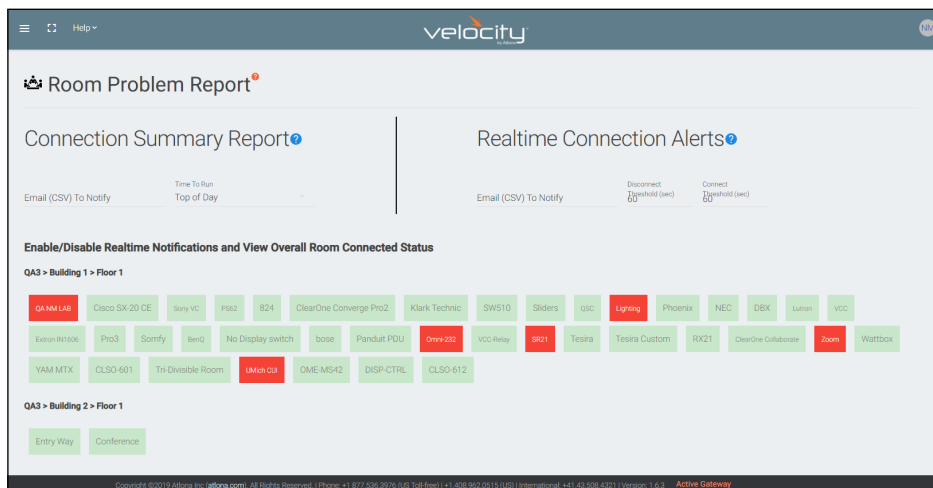 Help
velocity
by Atlona
NM
Room Problem Report
Connection Summary Report
Realtime Connection Alerts
Email (CSV) To Notify
Time To Run
Top of Day
Email (CSV) To Notify
Disconnect Threshold (sec)
60
Connect Threshold (sec)
60
Enable/Disable Realtime Notifications and View Overall Room Connected Status
QA3 > Building 1 > Floor 1
QA NM LAB Cisco SX-20 CE Sony VC PS62 824 ClearOne Converge Pro2 Klark Technic SW510 Sliders QSC Lighting Phoenix NEC DBX Lutron VCC
Extron IN1606 Pro3 Somfy BenQ No Display switch bose Panduit PDU Omni-232 VCC-Relay SR21 Tesira Tesira Custom RX21 ClearOne Collaborate Zoom Wattbox
YAM MTX CLSO-601 Tri-Divisible Room UMich CUI OME-MS42 DISP-CTRL CLSO-612
QA3 > Building 2 > Floor 1
Entry Way Conference
Copyright ©2019 Atlona Inc (atlona.com). All Rights Reserved. | Phone: +1 877.536.3976 (US Toll-free) | +1.408.962.0515 (US) | International: +41.43.508.4321 | Version: 1.6.3 Active Gateway